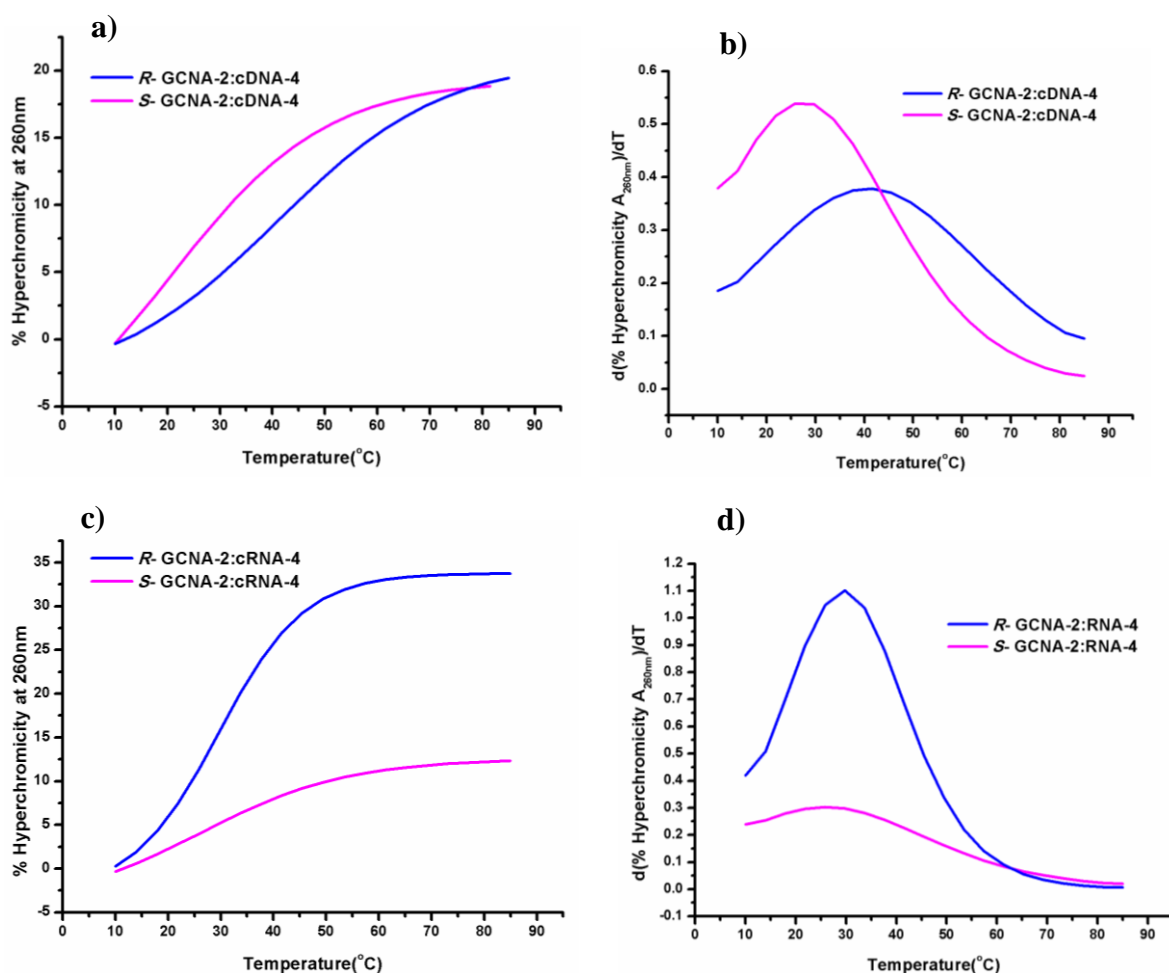 a)
R- GCNA-2:cDNA-4
S- GCNA-2:cDNA-4
% Hyperchromicity at 260nm
20
15
10
5
0
-5
0 10 20 30 40 50 60 70 80 90
Temperature(°C)
b)
R- GCNA-2:cDNA-4
S- GCNA-2:cDNA-4
d(% Hyperchromicity A260nm)/dT
0.6
0.5
0.4
0.3
0.2
0.1
0.0
0 10 20 30 40 50 60 70 80 90
Temperature(°C)
c)
R- GCNA-2:cRNA-4
S- GCNA-2:cRNA-4
% Hyperchromicity at 260nm
35
30
25
20
15
10
5
0
-5
0 10 20 30 40 50 60 70 80 90
Temperature(°C)
d)
R- GCNA-2:RNA-4
S- GCNA-2:RNA-4
d(% Hyperchromicity A260nm)/dT
1.2
1.1
1.0
0.9
0.8
0.7
0.6
0.5
0.4
0.3
0.2
0.1
0.0
-0.1
0 10 20 30 40 50 60 70 80 90
Temperature(°C)